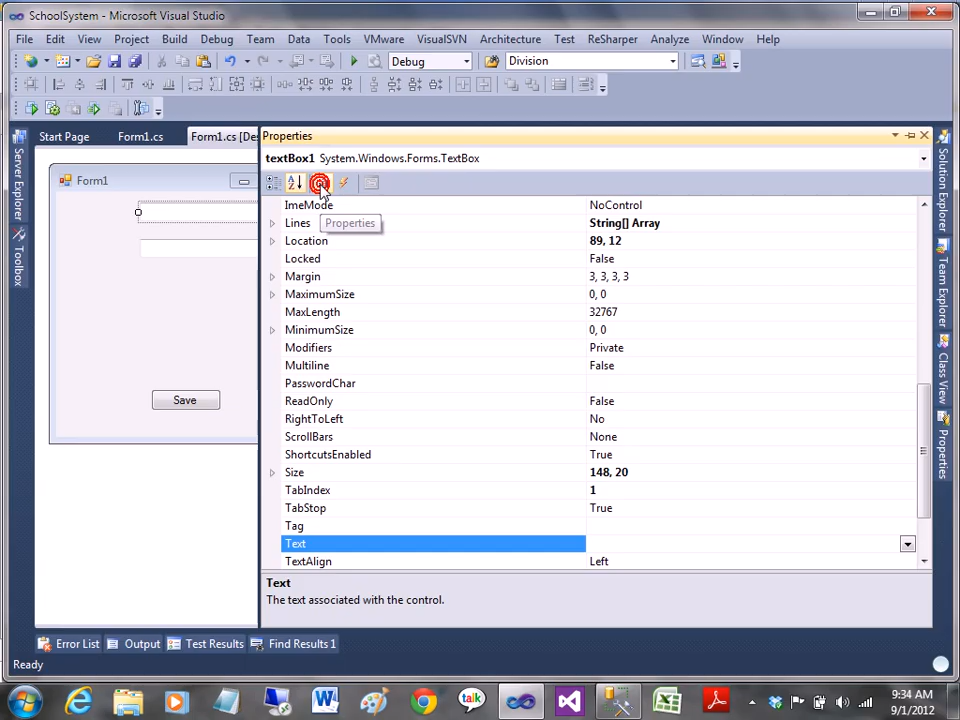 SchoolSystem - Microsoft Visual Studio
File Edit View Project Build Debug Team Data Tools VMware VisualSVN Architecture Test ReSharper Analyze Window Help
Debug Division
Start Page Form1.cs Form1.cs [Des Properties
textBox1 System.Windows.Forms.TextBox
Form1
A
Z
ImeMode NoControl
Lines String[] Array
Properties
Location 89, 12
Locked False
Margin 3, 3, 3, 3
MaximumSize 0, 0
MaxLength 32767
MinimumSize 0, 0
Modifiers Private
Multiline False
PasswordChar
ReadOnly False
Save
RightToLeft No
ScrollBars None
ShortcutsEnabled True
Size 148, 20
TabIndex 1
TabStop True
Tag
Text
TextAlign Left
Text
The text associated with the control.
Server Explorer
Toolbox
Solution Explorer
Team Explorer
Class View
Properties
Error List Output Test Results Find Results 1
Ready
talk
9:34 AM
9/1/2012